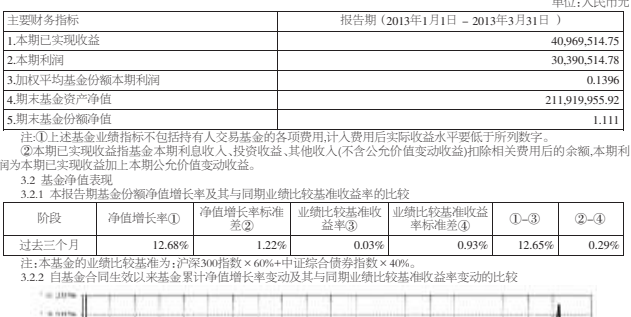 单位:人民币元
主要财务指标 报告期(2013年1月1日 - 2013年3月31日 )
1.本期已实现收益 40,969,514.75
2.本期利润 30,390,514.78
3.加权平均基金份额本期利润 0.1396
4.期末基金资产净值 211,919,955.92
5.期末基金份额净值 1.111
注:①上述基金业绩指标不包括持有人交易基金的各项费用,计入费用后实际收益水平要低于所列数字。
②本期已实现收益指基金本期利息收入、投资收益、其他收入(不含公允价值变动收益)扣除相关费用后的余额,本期利
润为本期已实现收益加上本期公允价值变动收益。
3.2 基金净值表现
3.2.1 本报告期基金份额净值增长率及其与同期业绩比较基准收益率的比较
阶段 净值增长率① 净值增长率标准差② 业绩比较基准收益率③ 业绩比较基准收益率标准差④ ①-③ ②-④
过去三个月 12.68% 1.22% 0.03% 0.93% 12.65% 0.29%
注:本基金的业绩比较基准为:沪深300指数×60%+中证综合债券指数×40%。
3.2.2 自基金合同生效以来基金累计净值增长率变动及其与同期业绩比较基准收益率变动的比较